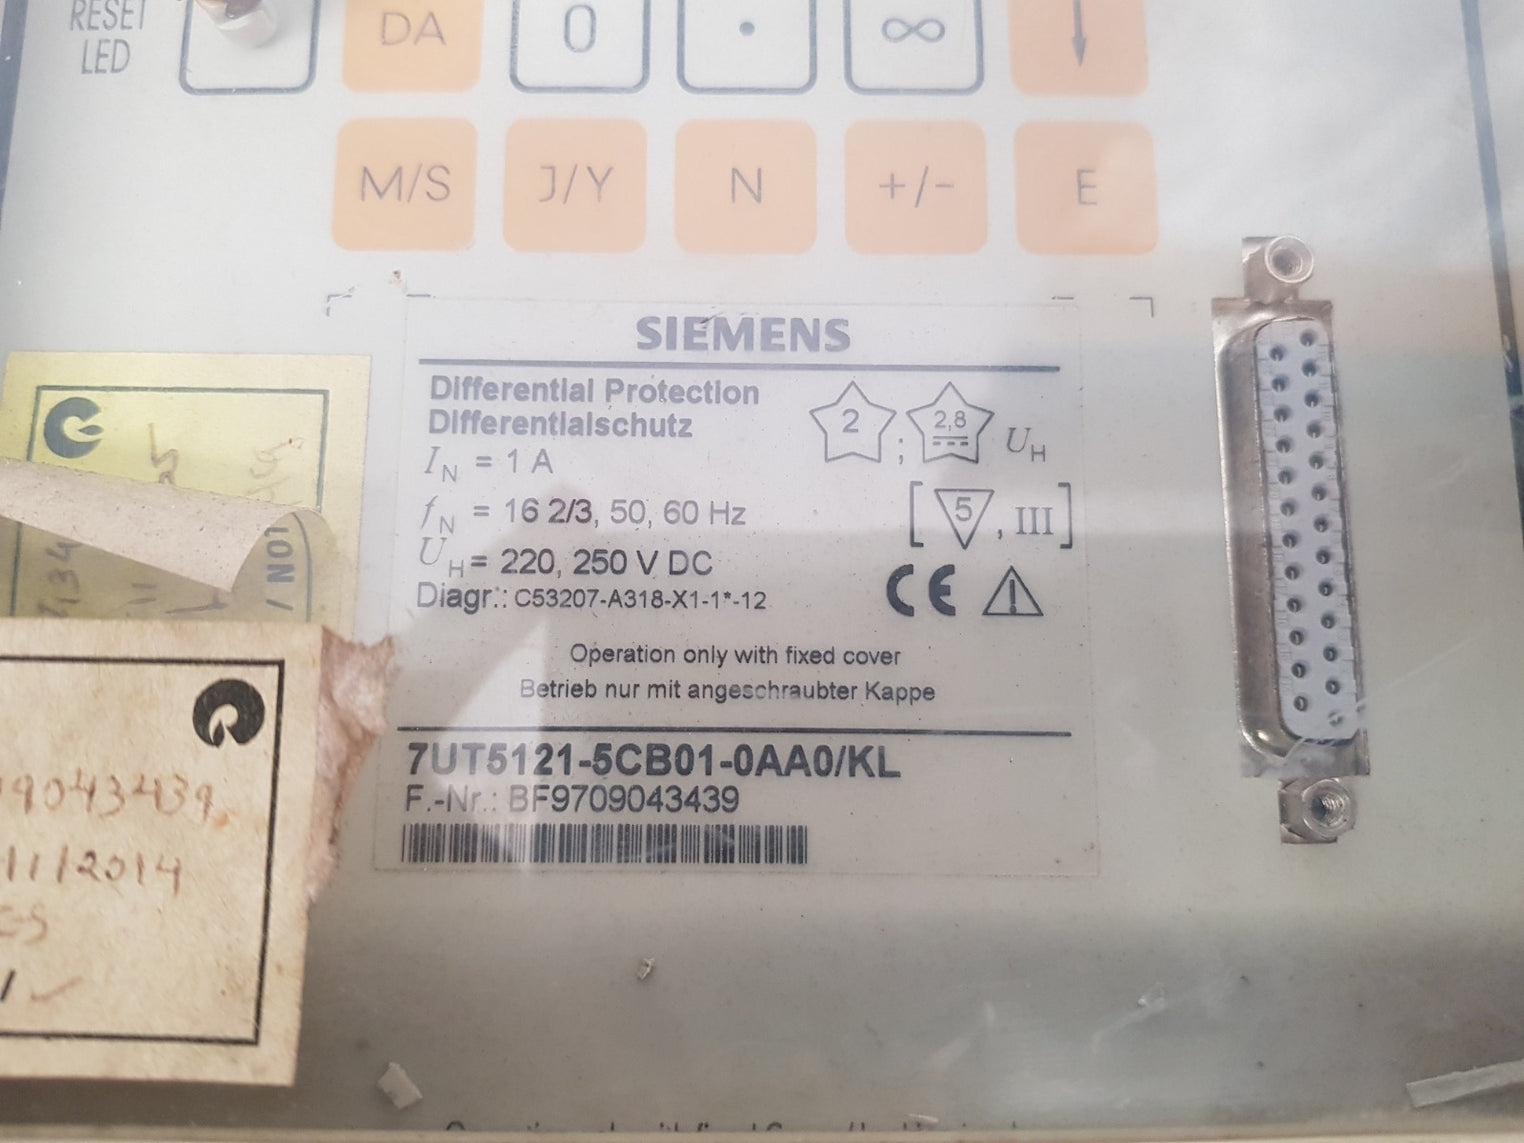 RESET
LED
DA 0 • ∞ ↓
M/S J/Y N +/- E
SIEMENS
Differential Protection
Differentialschutz
2 ; 2,8 UH
IN = 1 A
fN = 16 2/3, 50, 60 Hz
[ 5 , III ]
UH = 220, 250 V DC
Diagr.: C53207-A318-X1-1*-12
CE
Operation only with fixed cover
Betrieb nur mit angeschraubter Kappe
7UT5121-5CB01-0AA0/KL
F.-Nr.: BF9709043439
/ NOT
9043439
11/2014